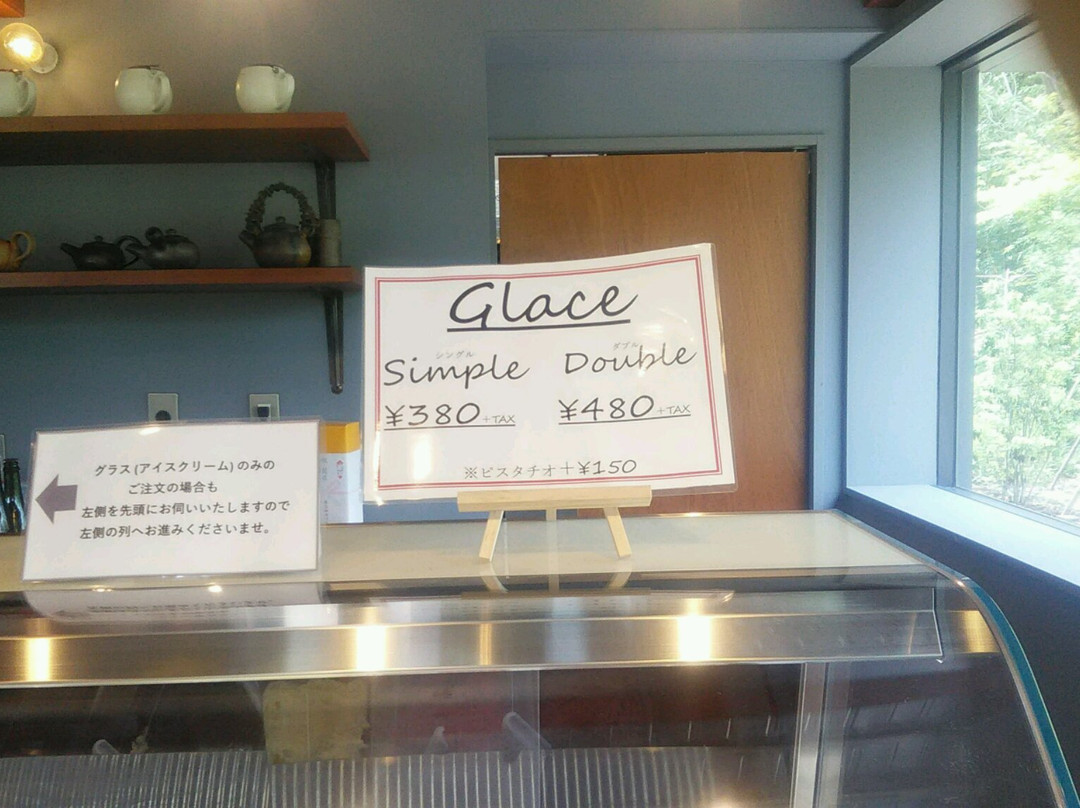 Glace
シンプル
Simple
ダブル
Double
¥380+TAX
¥480+TAX
※ピスタチオ+¥150
グラス(アイスクリーム)のみの
ご注文の場合も
左側を先頭にお伺いいたしますので
左側の列へお進みくださいませ。